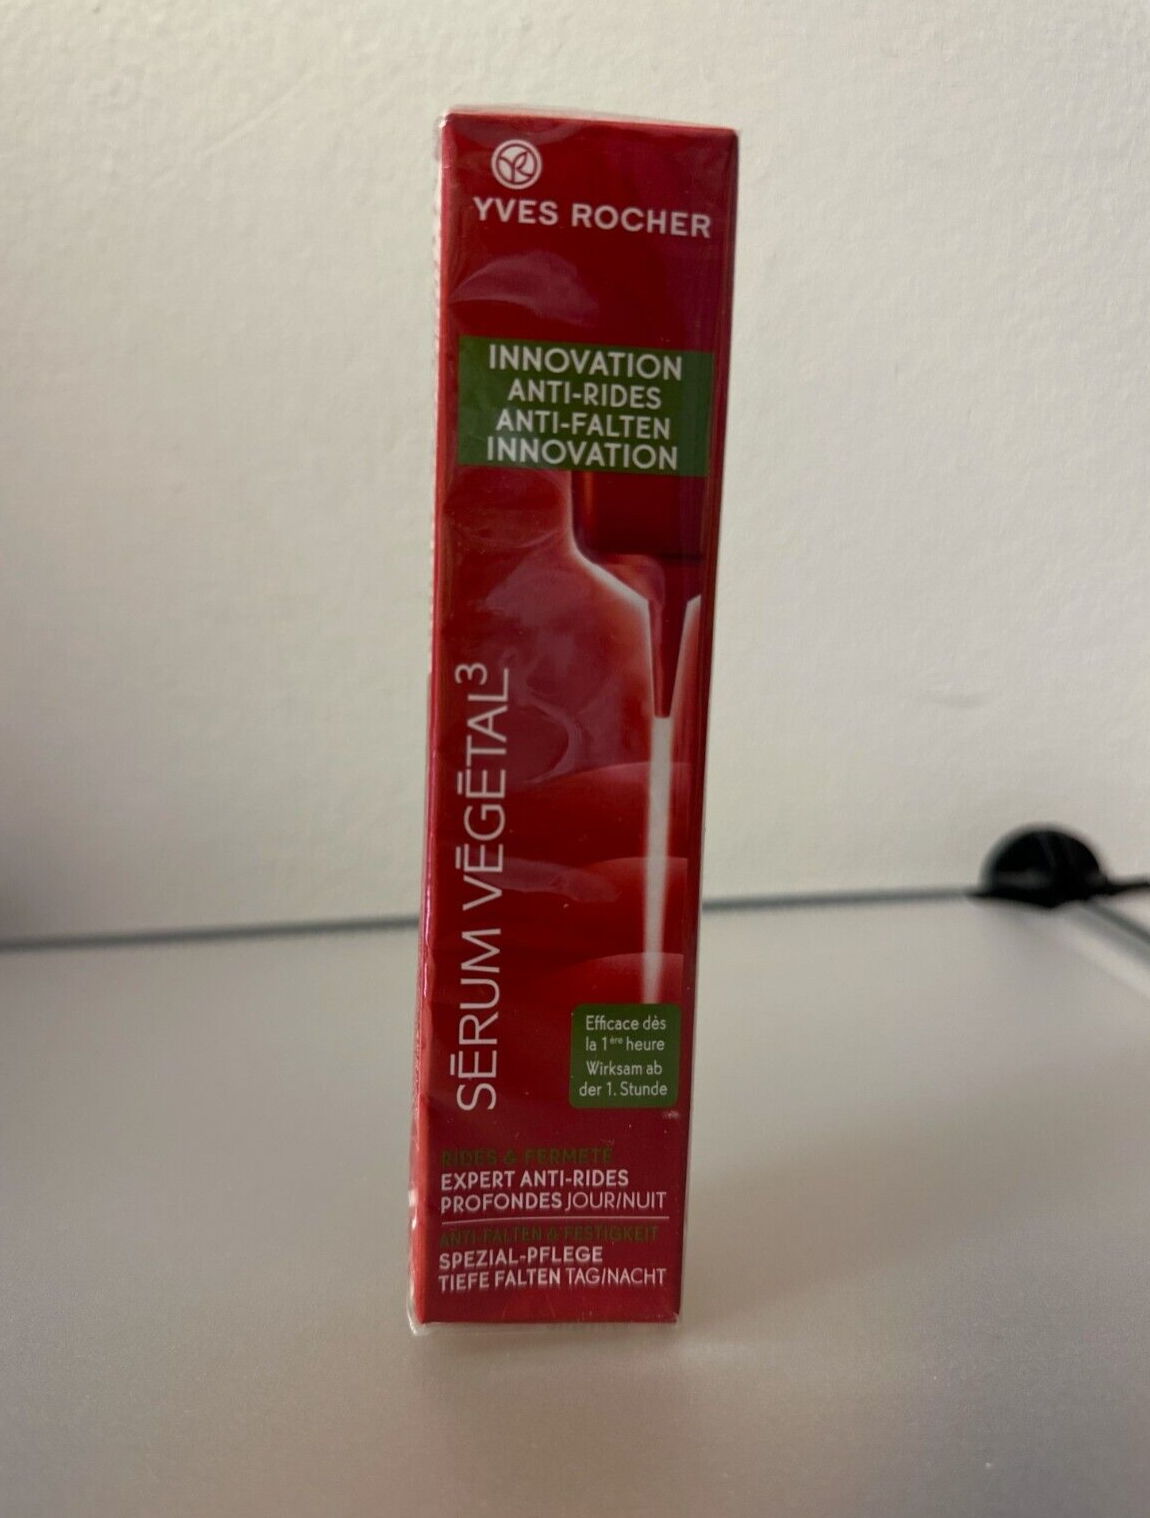 YVES ROCHER
INNOVATION
ANTI-RIDES
ANTI-FALTEN
INNOVATION
SĒRUM VĒGĒTAL³
Efficace dès
la 1ère heure
Wirksam ab
der 1. Stunde
RIDES & FERMETÉ
EXPERT ANTI-RIDES
PROFONDES JOUR/NUIT
ANTI-FALTEN & FESTIGKEIT
SPEZIAL-PFLEGE
TIEFE FALTEN TAG/NACHT